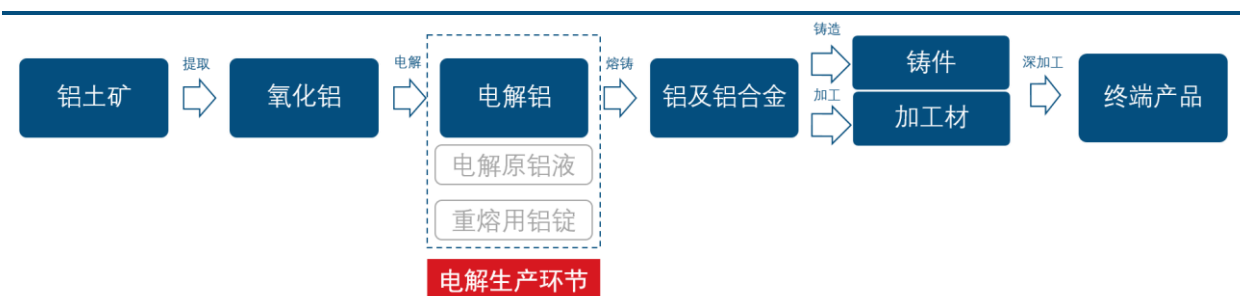 铝土矿
提取
氧化铝
电解
电解铝
电解原铝液
重熔用铝锭
电解生产环节
熔铸
铝及铝合金
铸造
铸件
加工
加工材
深加工
终端产品